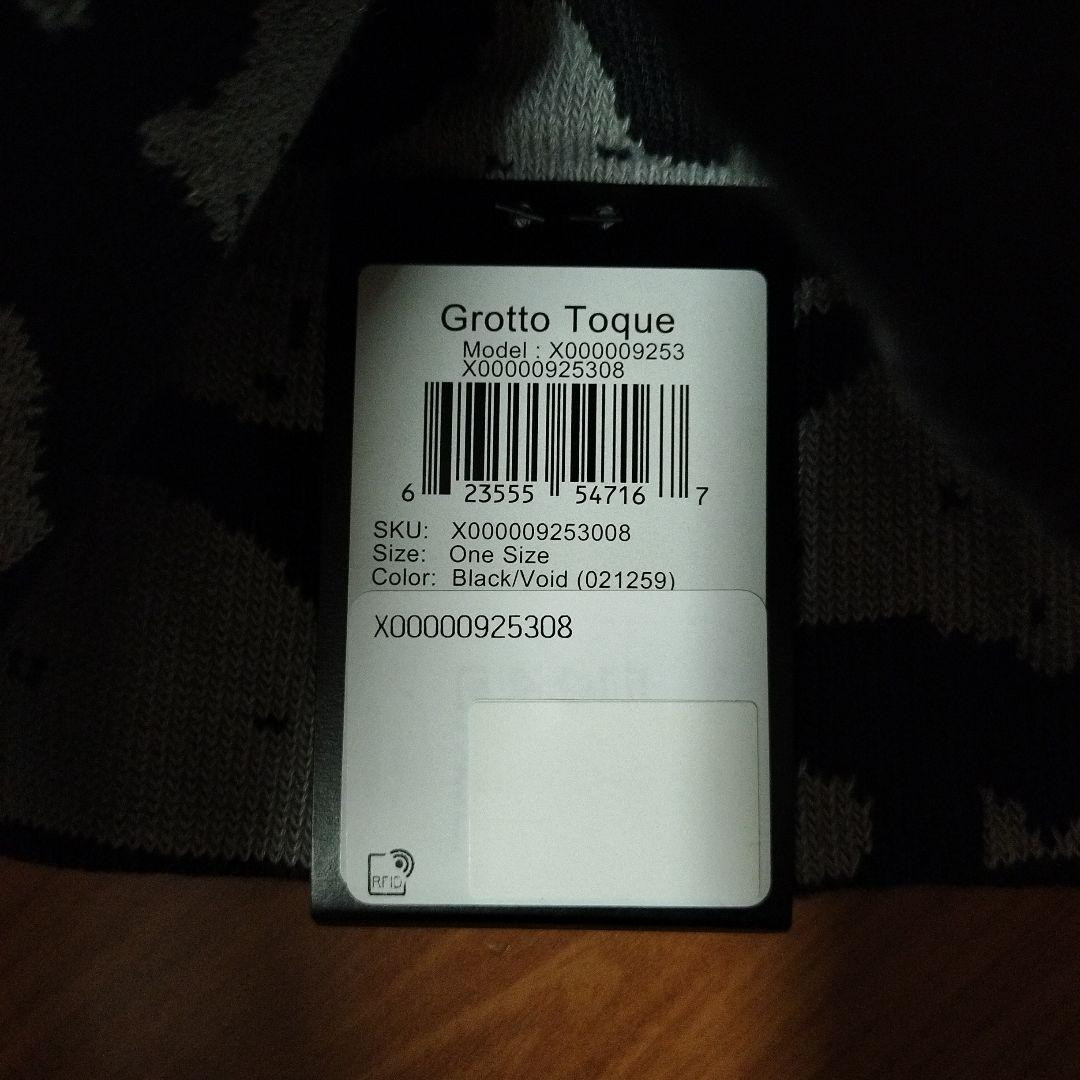 Grotto Toque
Model : X000009253
X00000925308
6 23555 54716 7
SKU: X000009253008
Size: One Size
Color: Black/Void (021259)
X00000925308
RFID